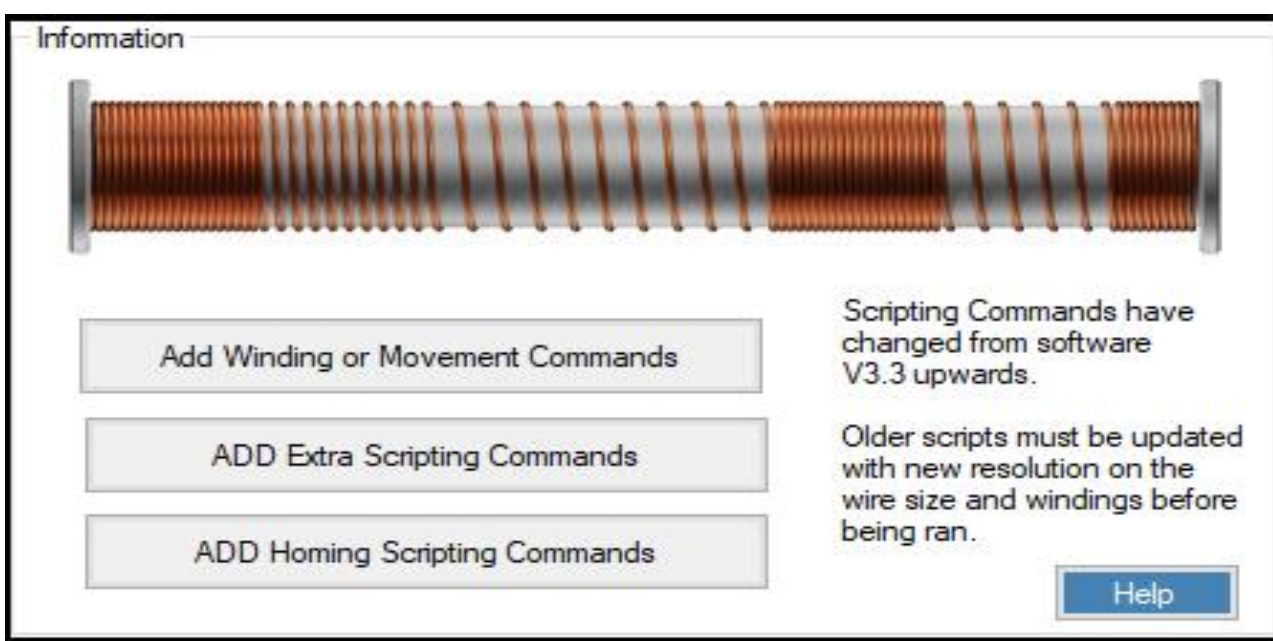 Information
Add Winding or Movement Commands
ADD Extra Scripting Commands
ADD Homing Scripting Commands
Scripting Commands have
changed from software
V3.3 upwards.
Older scripts must be updated
with new resolution on the
wire size and windings before
being ran.
Help